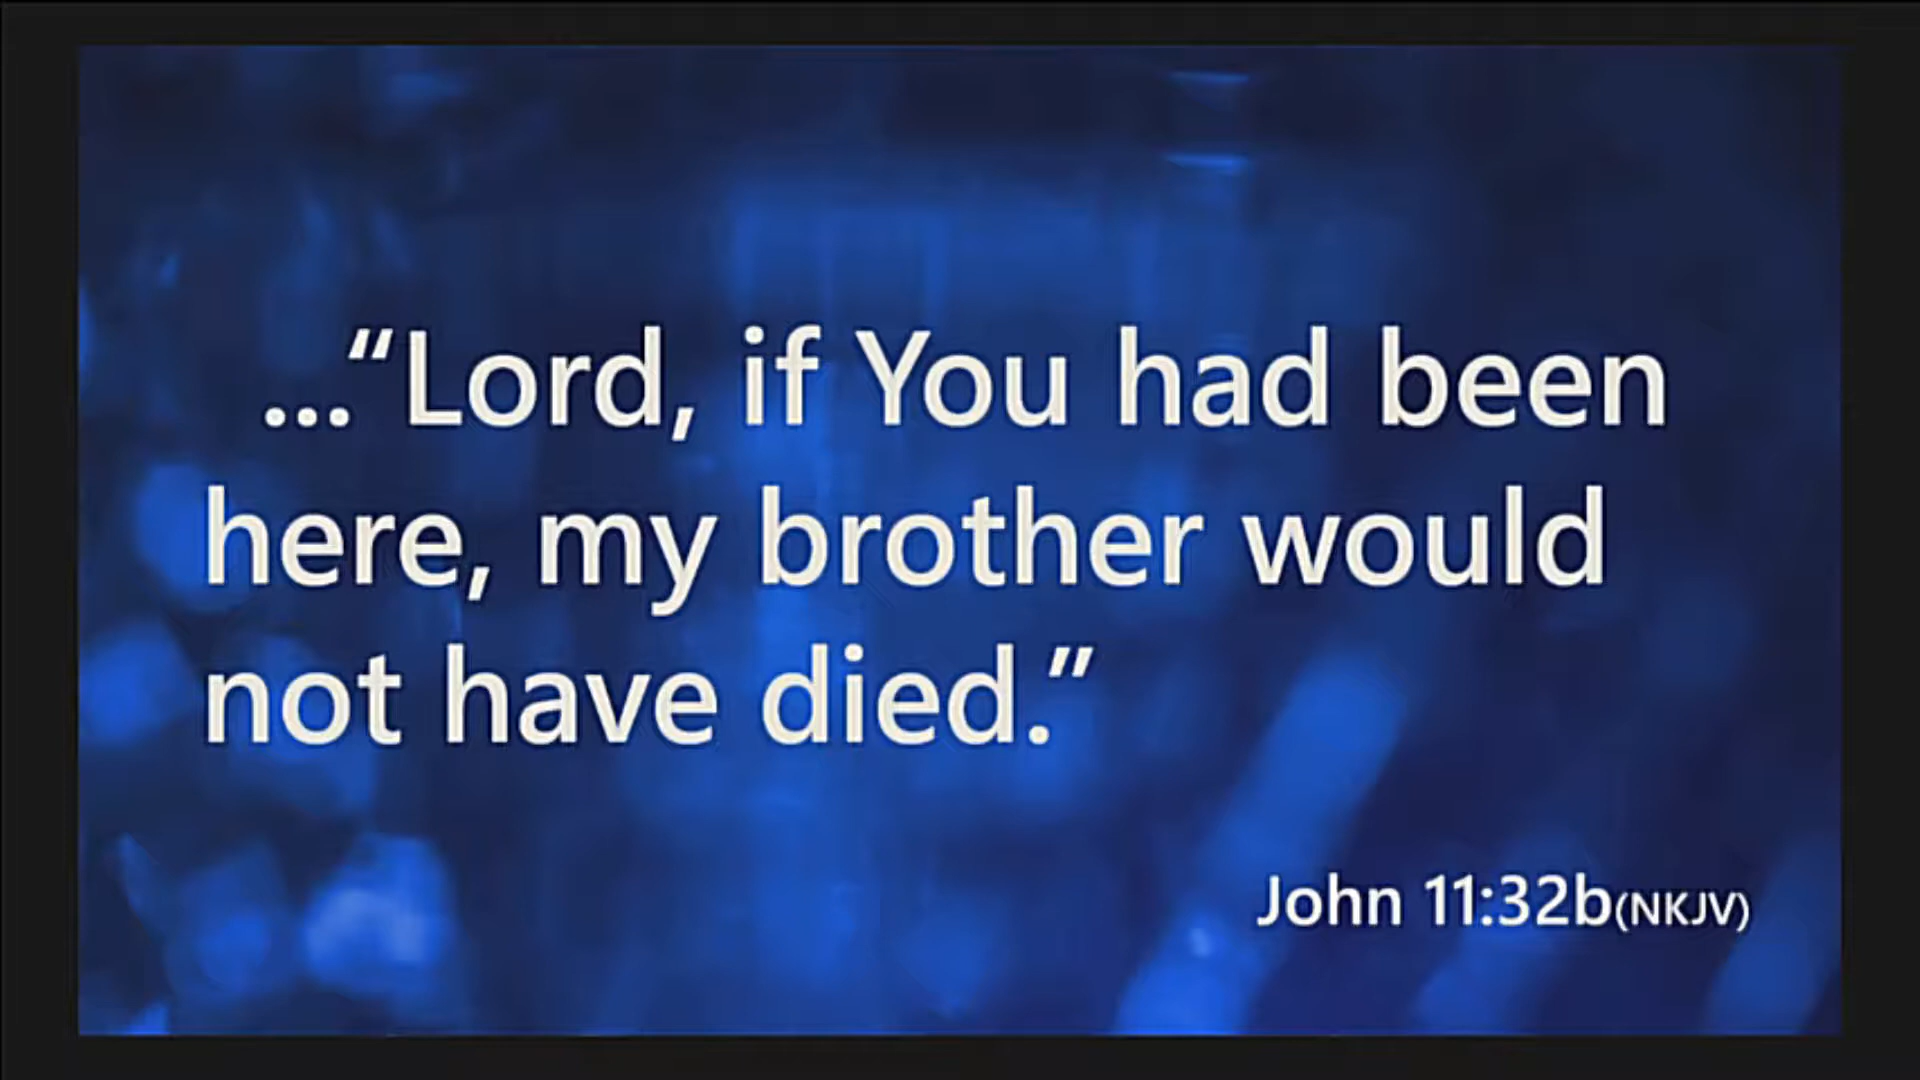 ...“Lord, if You had been
here, my brother would
not have died.”
John 11:32b(NKJV)